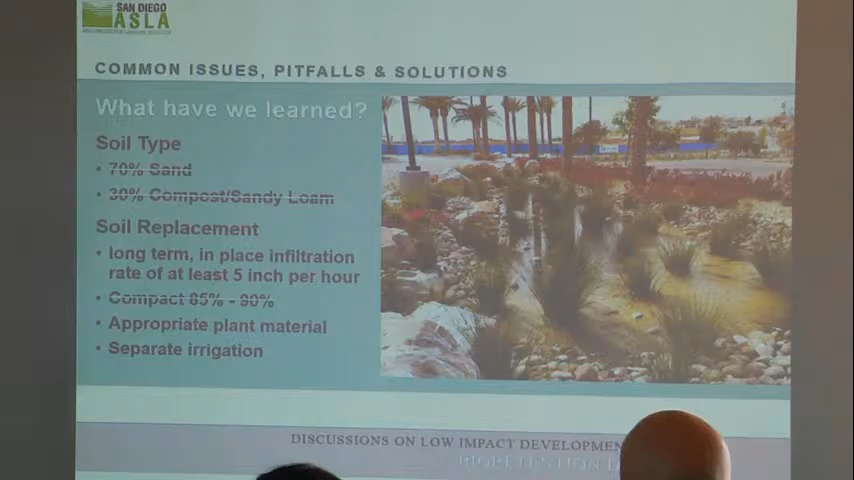 SAN DIEGO
ASLA
COMMON ISSUES, PITFALLS & SOLUTIONS
What have we learned?
Soil Type
• 70% Sand
• 30% Compost/Sandy Loam
Soil Replacement
• long term, in place infiltration
rate of at least 5 inch per hour
• Compact 85% - 90%
• Appropriate plant material
• Separate irrigation
DISCUSSIONS ON LOW IMPACT DEVELOPMEN
BIORETENTION